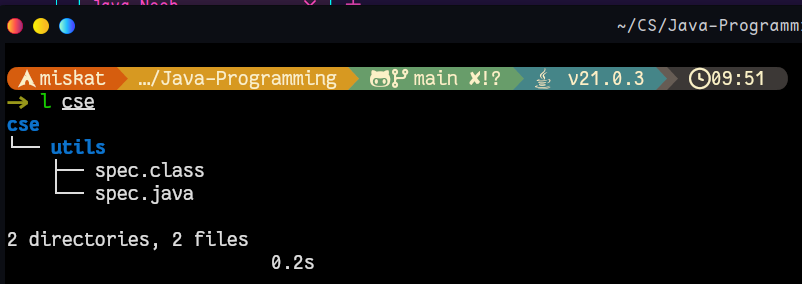 Java Noob
~/CS/Java-Programm
miskat …/Java-Programming main ✘!? v21.0.3 09:51
➜ l cse
cse
└── utils
    ├── spec.class
    └── spec.java
2 directories, 2 files
0.2s